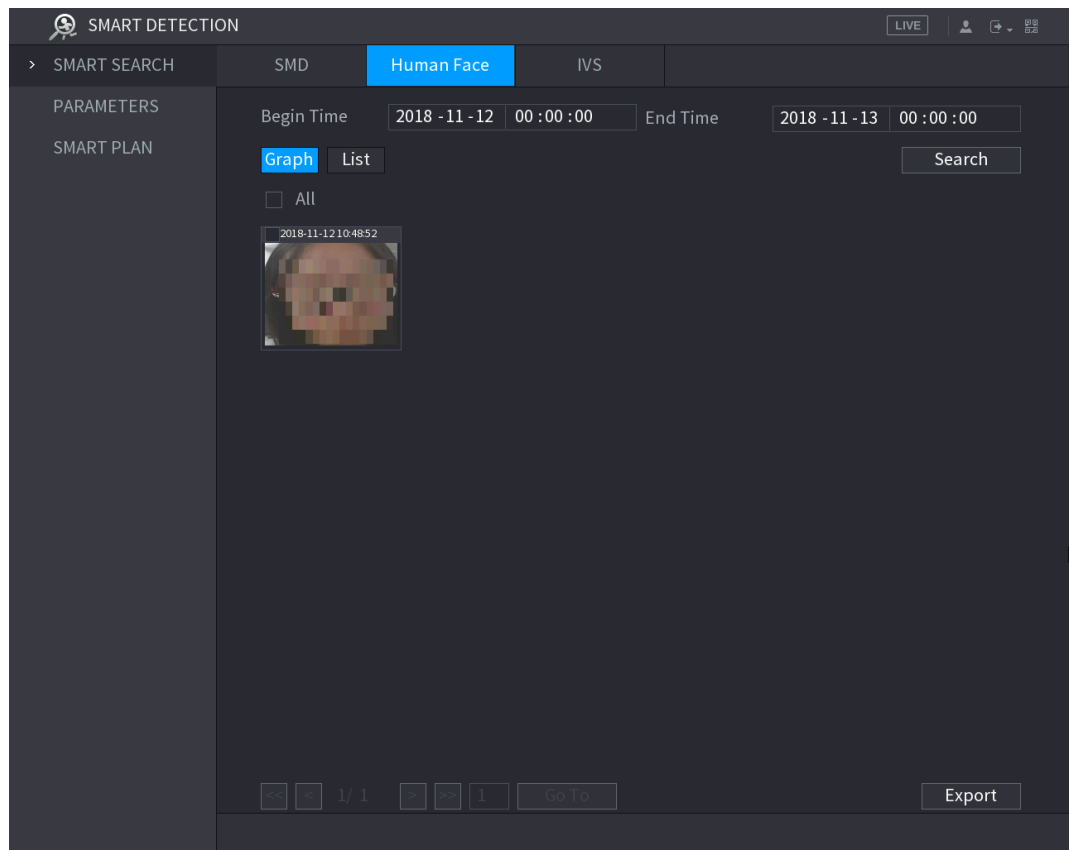 SMART DETECTION
LIVE
> SMART SEARCH
SMD Human Face IVS
PARAMETERS
SMART PLAN
Begin Time 2018 - 11 - 12 00 : 00 : 00 End Time 2018 - 11 - 13 00 : 00 : 00
Graph List Search
All
2018-11-12 10:48:52
<< < 1/ 1 > >> 1 Go To Export